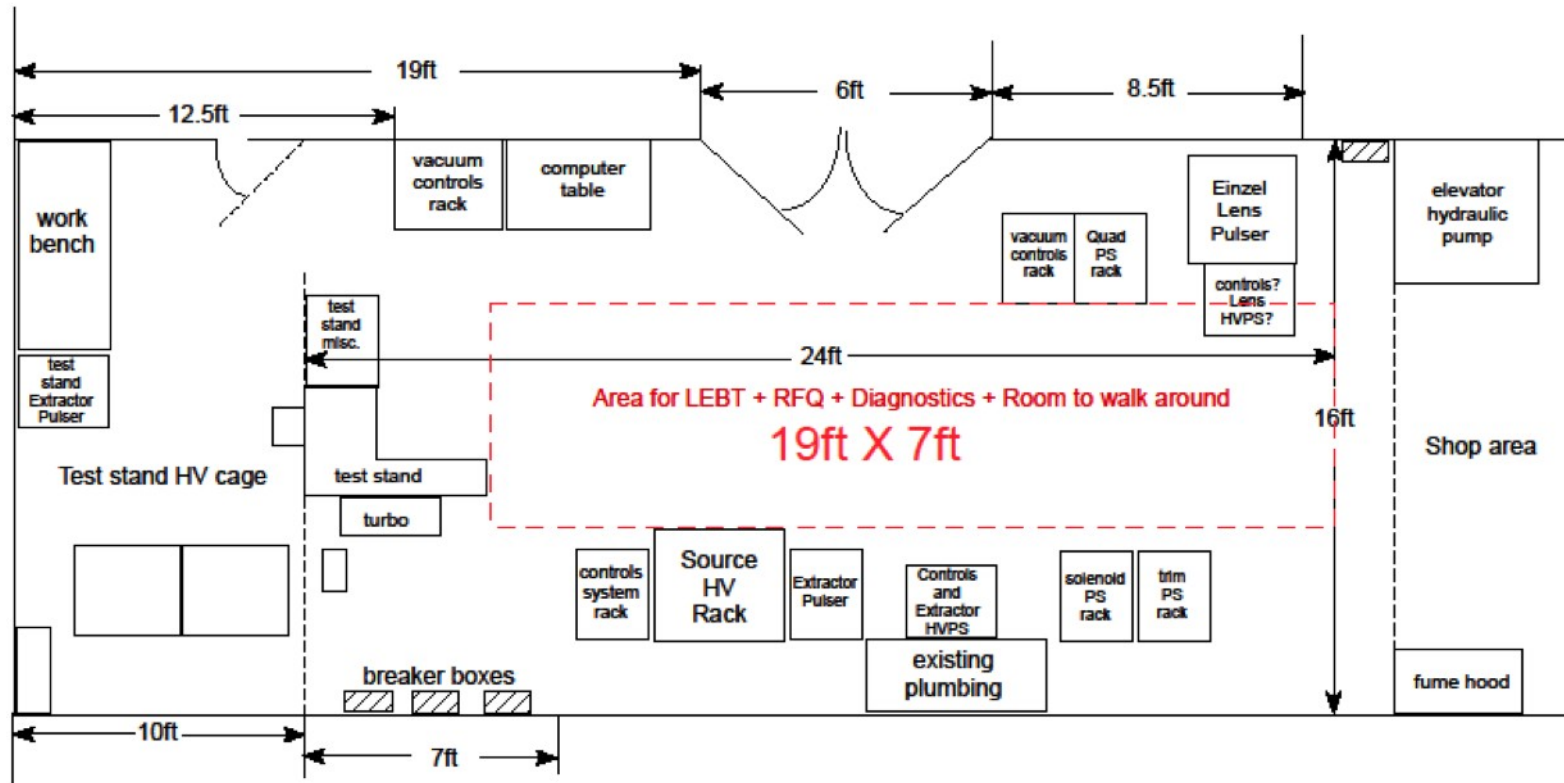 19ft
6ft
8.5ft
12.5ft
work
bench
vacuum
controls
rack
computer
table
vacuum
controls
rack
Quad
PS
rack
Einzel
Lens
Pulser
elevator
hydraulic
pump
controls?
Lens
HVPS?
test
stand
misc.
24ft
test
stand
Extractor
Pulser
Area for LEBT + RFQ + Diagnostics + Room to walk around
19ft X 7ft
16ft
Shop area
Test stand HV cage
test stand
turbo
controls
system
rack
Source
HV
Rack
Extractor
Pulser
Controls
and
Extractor
HVPS
solenoid
PS
rack
trim
PS
rack
existing
plumbing
breaker boxes
fume hood
10ft
7ft